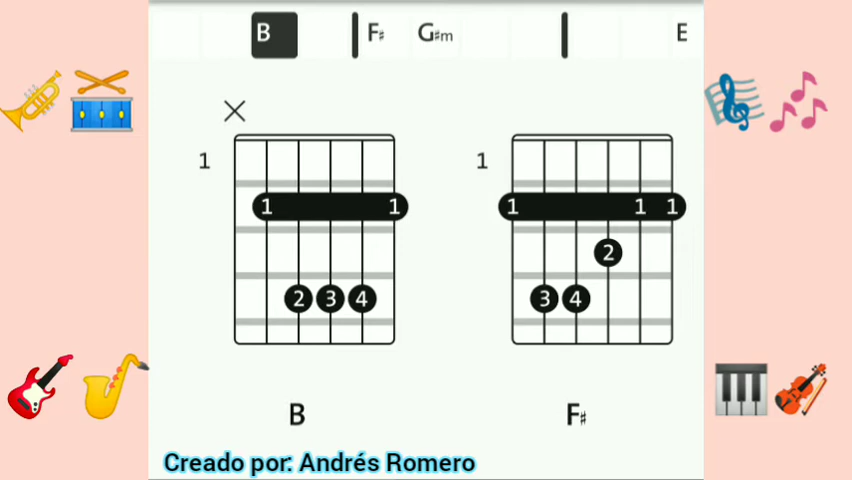 B F♯ G♯m E
×
1 1
1 1 1 1 1
2
2 3 4 3 4
B F♯
Creado por: Andrés Romero